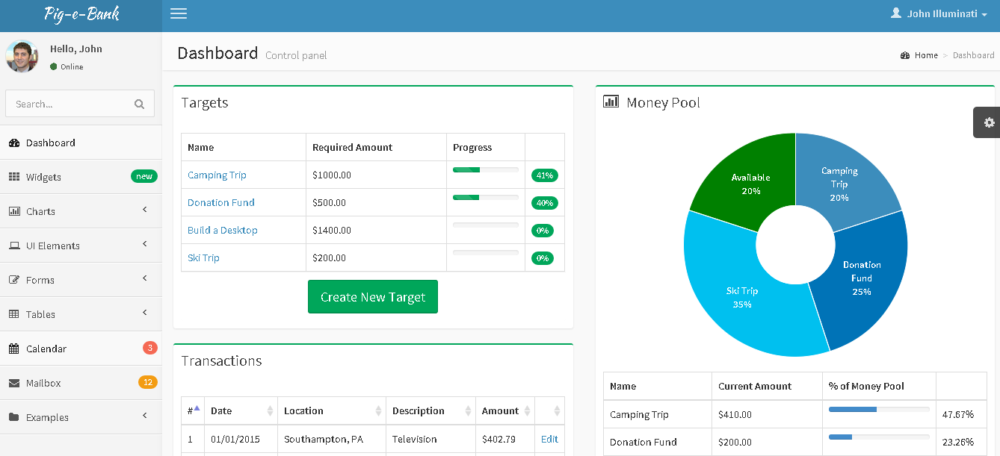 Pig-e-Bank
John Illuminati
Hello, John
Online
Search...
Dashboard
Widgets new
Charts
UI Elements
Forms
Tables
Calendar 3
Mailbox 12
Examples
Dashboard Control panel
Home > Dashboard
Targets
Name Required Amount Progress
Camping Trip $1000.00 41%
Donation Fund $500.00 40%
Build a Desktop $1400.00 0%
Ski Trip $200.00 0%
Create New Target
Transactions
# Date Location Description Amount
1 01/01/2015 Southampton, PA Television $402.79 Edit
Money Pool
Available
20%
Camping
Trip
20%
Donation
Fund
25%
Ski Trip
35%
Name Current Amount % of Money Pool
Camping Trip $410.00 47.67%
Donation Fund $200.00 23.26%